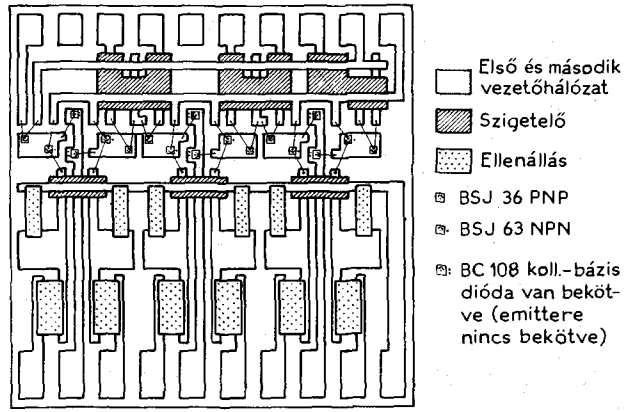 Első és második
vezetőhálózat
Szigetelő
Ellenállás
BSJ 36 PNP
BSJ 63 NPN
BC 108 koll.-bázis
dióda van beköt-
ve (emittere
nincs bekötve)